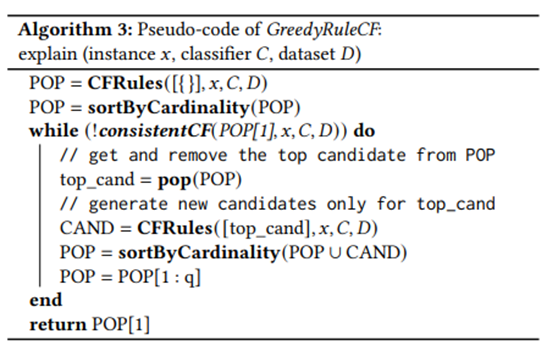 Algorithm 3: Pseudo-code of GreedyRuleCF:
explain (instance x, classifier C, dataset D)
POP = CFRules([{ }], x, C, D)
POP = sortByCardinality(POP)
while (!consistentCF(POP[1], x, C, D)) do
// get and remove the top candidate from POP
top_cand = pop(POP)
// generate new candidates only for top_cand
CAND = CFRules([top_cand], x, C, D)
POP = sortByCardinality(POP ∪ CAND)
POP = POP[1 : q]
end
return POP[1]